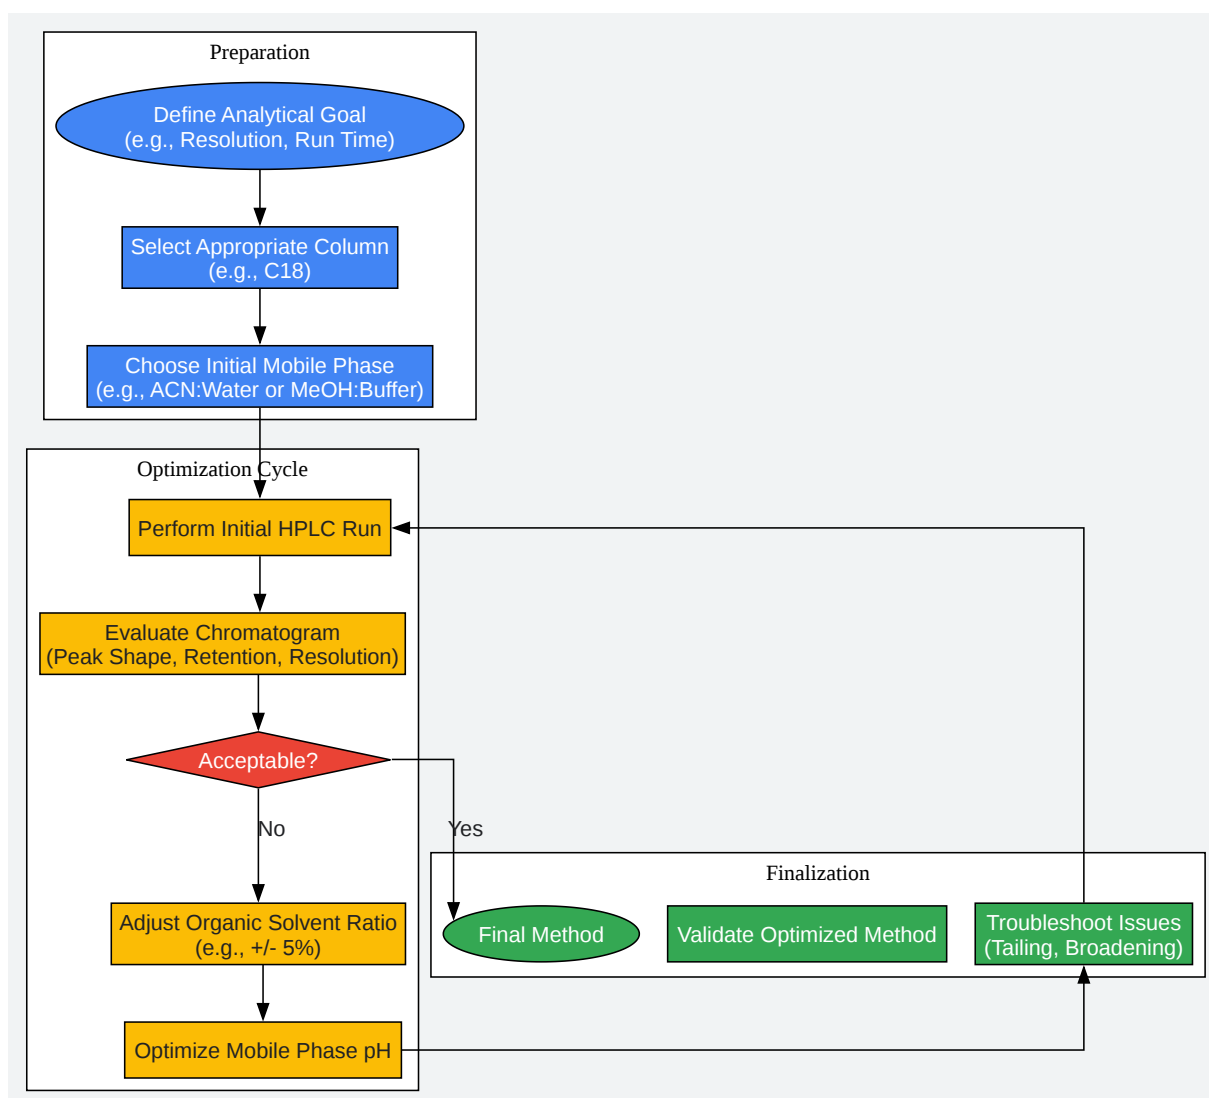 Preparation
Define Analytical Goal
(e.g., Resolution, Run Time)
Select Appropriate Column
(e.g., C18)
Choose Initial Mobile Phase
(e.g., ACN:Water or MeOH:Buffer)
Optimization Cycle
Perform Initial HPLC Run
Evaluate Chromatogram
(Peak Shape, Retention, Resolution)
Acceptable?
No
Yes
Adjust Organic Solvent Ratio
(e.g., +/- 5%)
Optimize Mobile Phase pH
Finalization
Final Method
Validate Optimized Method
Troubleshoot Issues
(Tailing, Broadening)